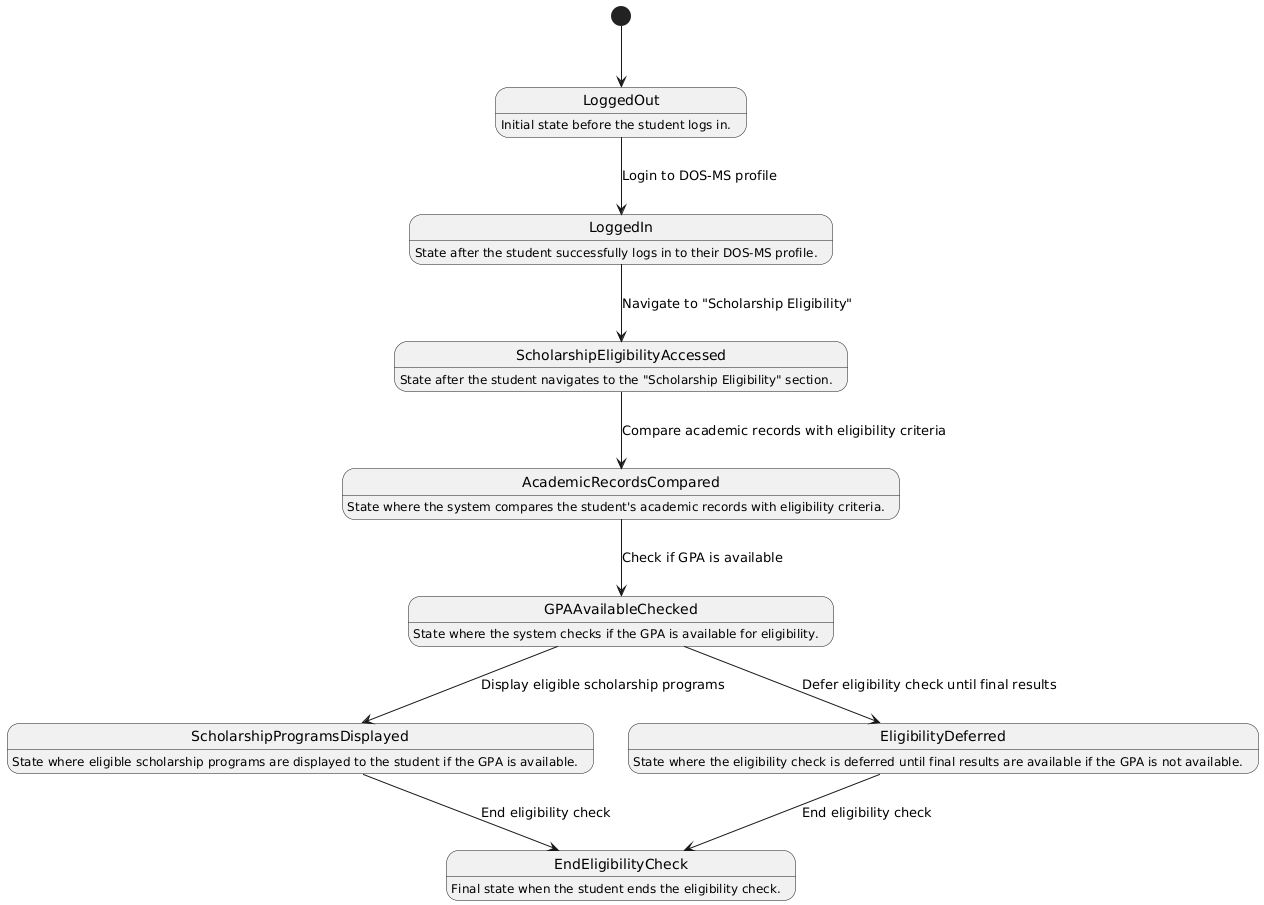 LoggedOut
Initial state before the student logs in.
Login to DOS-MS profile
LoggedIn
State after the student successfully logs in to their DOS-MS profile.
Navigate to "Scholarship Eligibility"
ScholarshipEligibilityAccessed
State after the student navigates to the "Scholarship Eligibility" section.
Compare academic records with eligibility criteria
AcademicRecordsCompared
State where the system compares the student's academic records with eligibility criteria.
Check if GPA is available
GPAAvailableChecked
State where the system checks if the GPA is available for eligibility.
Display eligible scholarship programs
Defer eligibility check until final results
ScholarshipProgramsDisplayed
State where eligible scholarship programs are displayed to the student if the GPA is available.
EligibilityDeferred
State where the eligibility check is deferred until final results are available if the GPA is not available.
End eligibility check
End eligibility check
EndEligibilityCheck
Final state when the student ends the eligibility check.